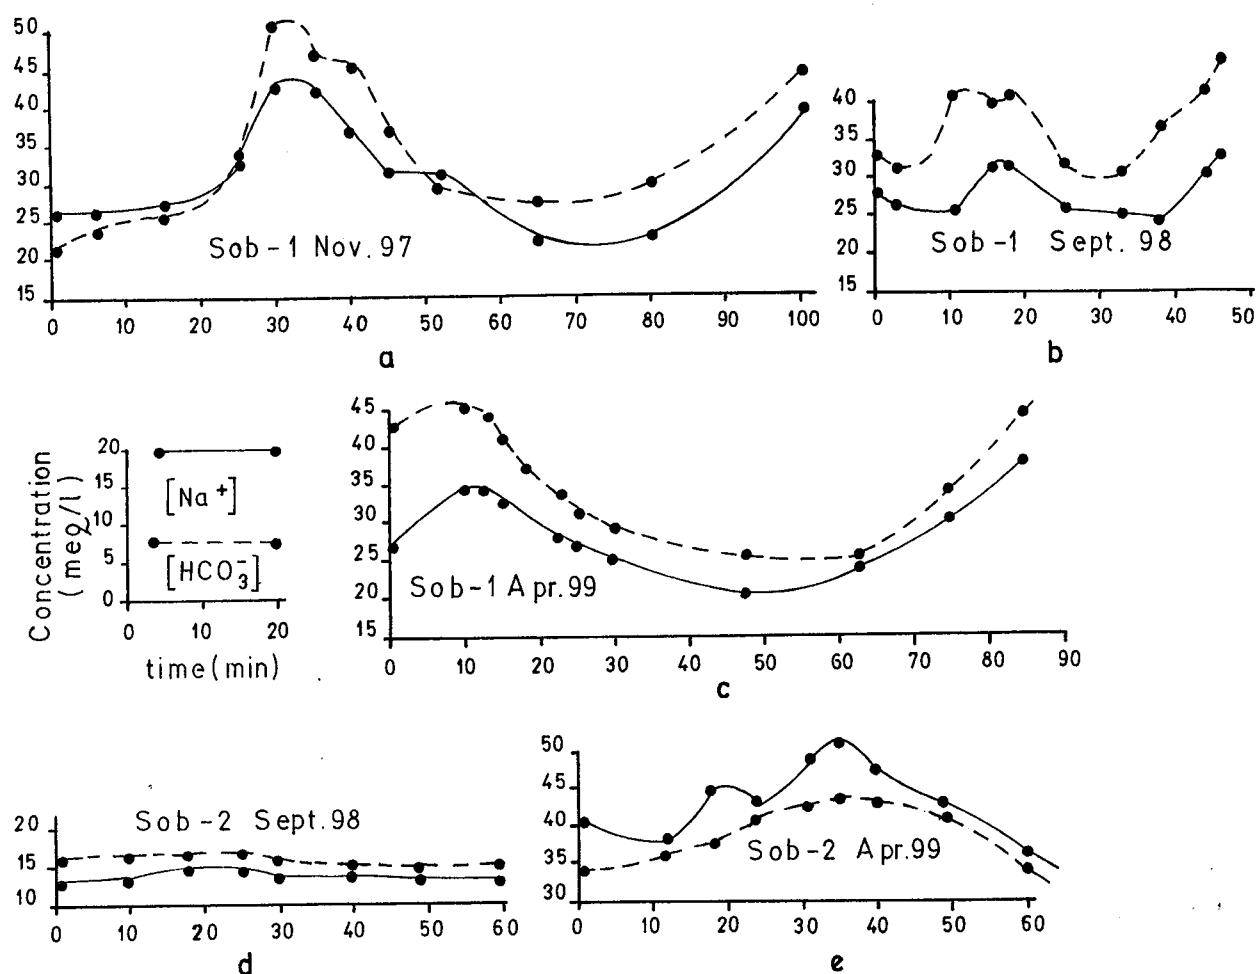 50
45
40
35
30
25
20
15
0 10 20 30 40 50 60 70 80 90 100
Sob-1 Nov. 97
a
40
35
30
25
20
15
0 10 20 30 40 50
Sob-1 Sept. 98
b
Concentration
(meq/l)
20
15
10
5
0
[Na+]
[HCO3-]
0 10 20
time(min)
45
40
35
30
25
20
15
0 10 20 30 40 50 60 70 80 90
Sob-1 Apr. 99
c
20
15
10
0 10 20 30 40 50 60
Sob-2 Sept. 98
d
50
45
40
35
30
0 10 20 30 40 50 60
Sob-2 Apr. 99
e